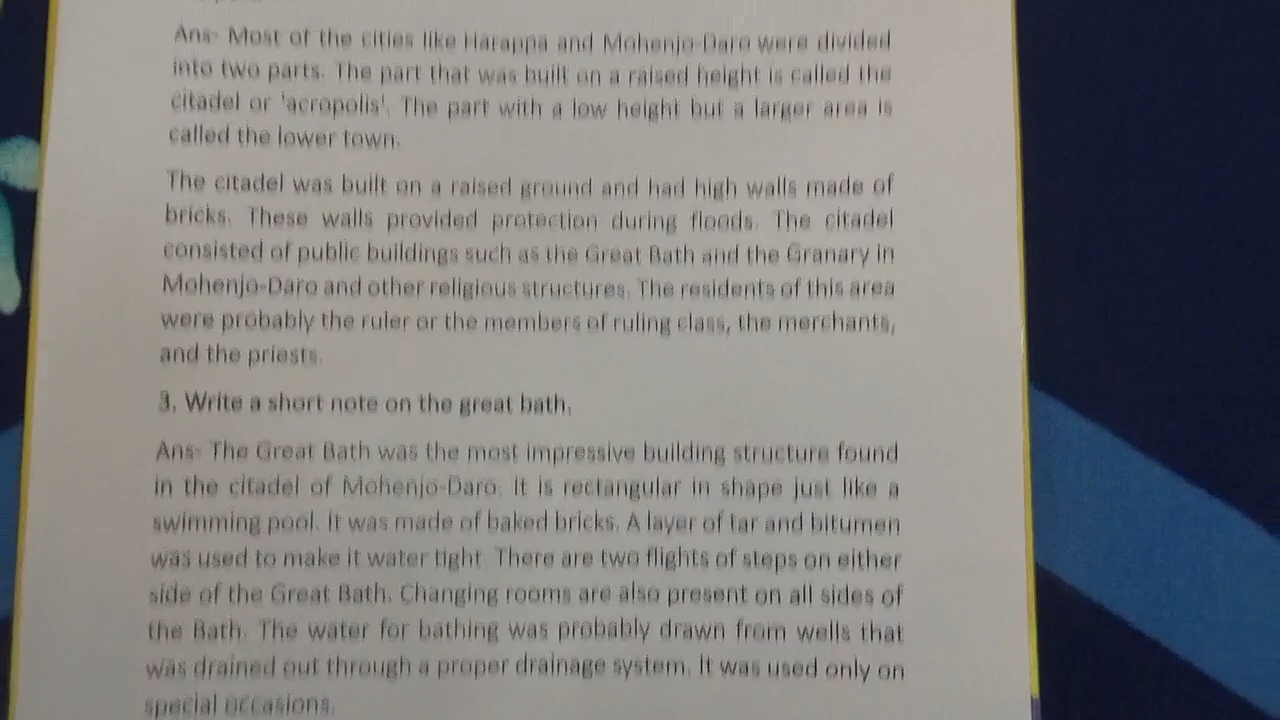 Ans- Most of the cities like Harappa and Mohenjo-Daro were divided
into two parts. The part that was built on a raised height is called the
citadel or 'acropolis'. The part with a low height but a larger area is
called the lower town.
The citadel was built on a raised ground and had high walls made of
bricks. These walls provided protection during floods. The citadel
consisted of public buildings such as the Great Bath and the Granary in
Mohenjo-Daro and other religious structures. The residents of this area
were probably the ruler or the members of ruling class, the merchants,
and the priests.
3. Write a short note on the great bath.
Ans- The Great Bath was the most impressive building structure found
in the citadel of Mohenjo-Daro. It is rectangular in shape just like a
swimming pool. It was made of baked bricks. A layer of tar and bitumen
was used to make it water tight. There are two flights of steps on either
side of the Great Bath. Changing rooms are also present on all sides of
the Bath. The water for bathing was probably drawn from wells that
was drained out through a proper drainage system. It was used only on
special occasions.